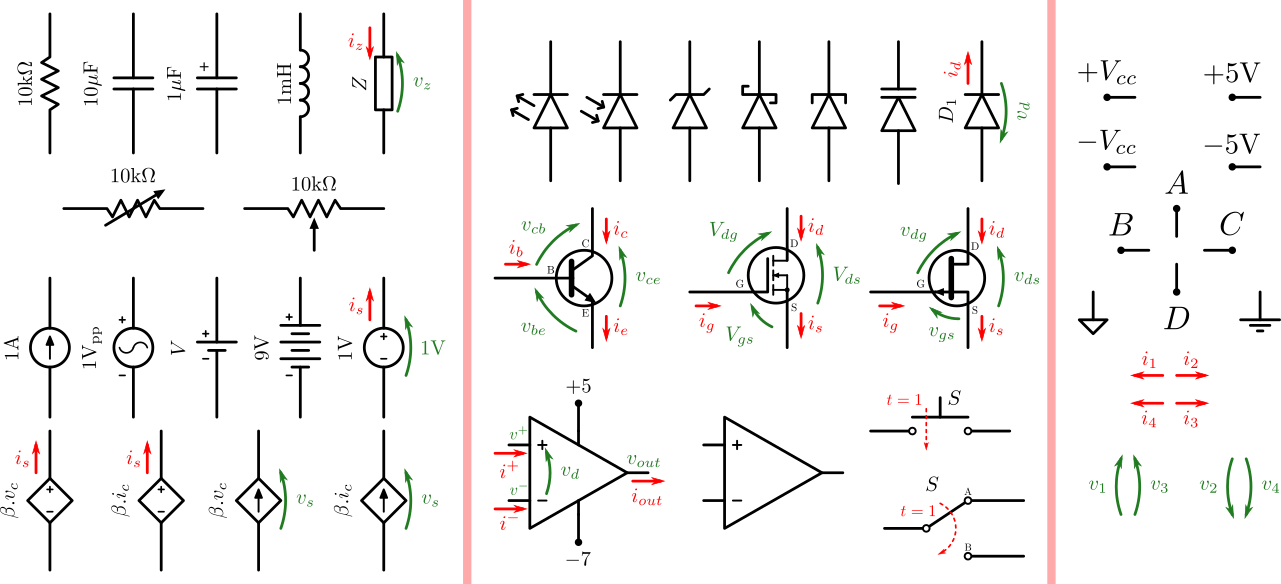 10kΩ
10μF
+
1μF
1mH
Z
i_z
v_z
10kΩ
10kΩ
1A
1V_pp
+
−
V
+
−
9V
+
−
1V
i_s
+
−
1V
β.v_c
i_s
+
−
β.i_c
i_s
+
−
β.v_c
v_s
β.i_c
v_s
D_1
i_d
v_d
v_cb
i_b
B
C
E
i_c
v_ce
v_be
i_e
V_dg
G
D
S
i_d
V_ds
i_g
V_gs
i_s
v_dg
G
D
S
i_d
v_ds
i_g
v_gs
i_s
+5
v^+
+
i^+
v_d
v_out
i_out
v^−
−
i^−
−7
+
−
t = 1
S
S
A
t = 1
B
+V_cc
+5V
−V_cc
−5V
A
B
C
D
i_1
i_2
i_4
i_3
v_1
v_3
v_2
v_4